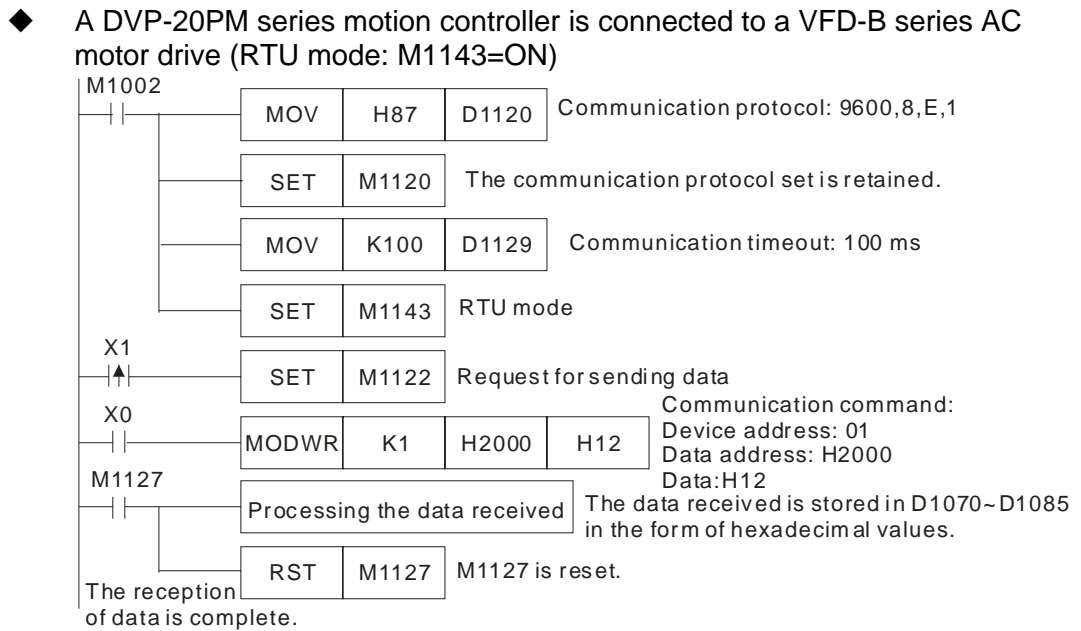 ◆ A DVP-20PM series motion controller is connected to a VFD-B series AC
motor drive (RTU mode: M1143=ON)
M1002
MOV H87 D1120 Communication protocol: 9600,8,E,1
SET M1120 The communication protocol set is retained.
MOV K100 D1129 Communication timeout: 100 ms
SET M1143 RTU mode
X1
SET M1122 Request for sending data
X0
MODWR K1 H2000 H12
Communication command:
Device address: 01
Data address: H2000
Data:H12
M1127
Processing the data received
The data received is stored in D1070~D1085
in the form of hexadecimal values.
RST M1127 M1127 is reset.
The reception
of data is complete.